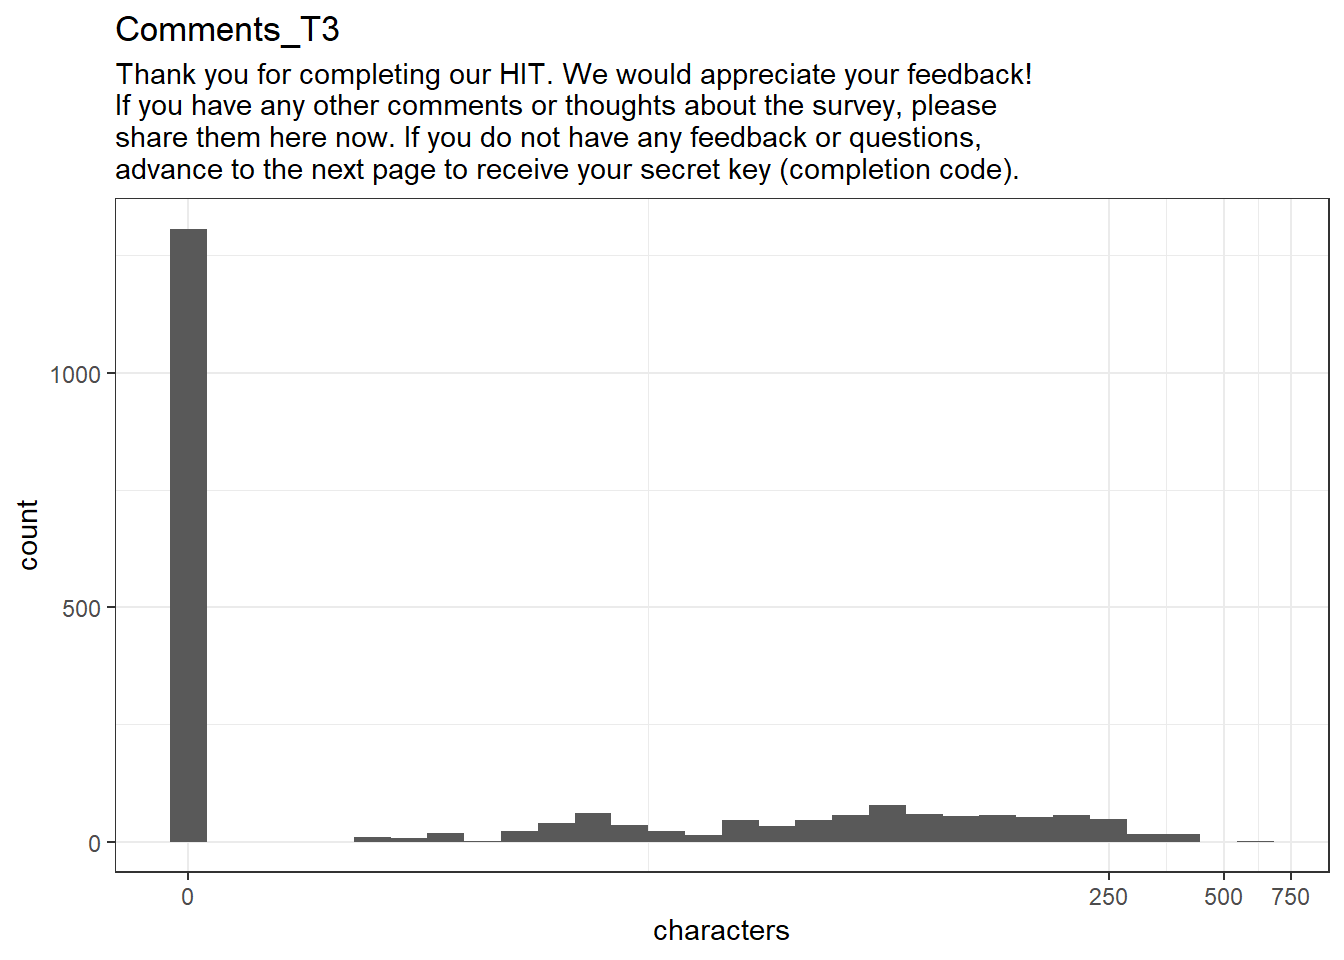 Comments_T3
Thank you for completing our HIT. We would appreciate your feedback!
If you have any other comments or thoughts about the survey, please
share them here now. If you do not have any feedback or questions,
advance to the next page to receive your secret key (completion code).
1000
500
0
count
0 250 500 750
characters